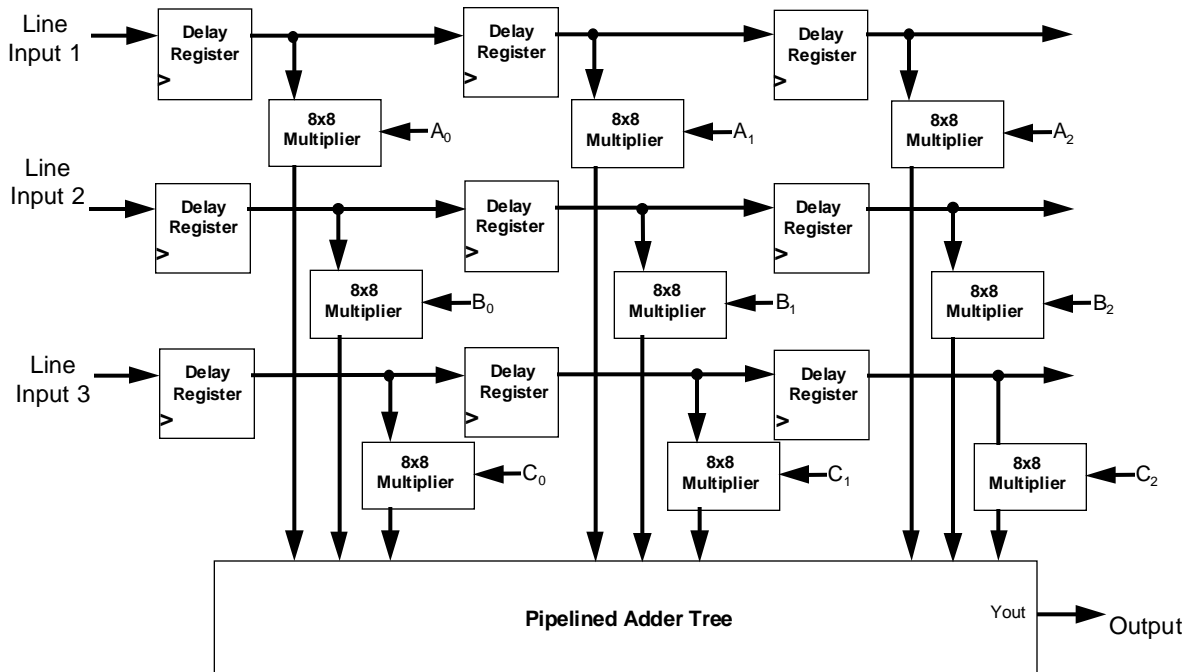 Line
Input 1
Delay
Register
>
Delay
Register
>
Delay
Register
>
8x8
Multiplier
A0
8x8
Multiplier
A1
8x8
Multiplier
A2
Line
Input 2
Delay
Register
>
Delay
Register
>
Delay
Register
>
8x8
Multiplier
B0
8x8
Multiplier
B1
8x8
Multiplier
B2
Line
Input 3
Delay
Register
>
Delay
Register
>
Delay
Register
>
8x8
Multiplier
C0
8x8
Multiplier
C1
8x8
Multiplier
C2
Pipelined Adder Tree
Yout
Output